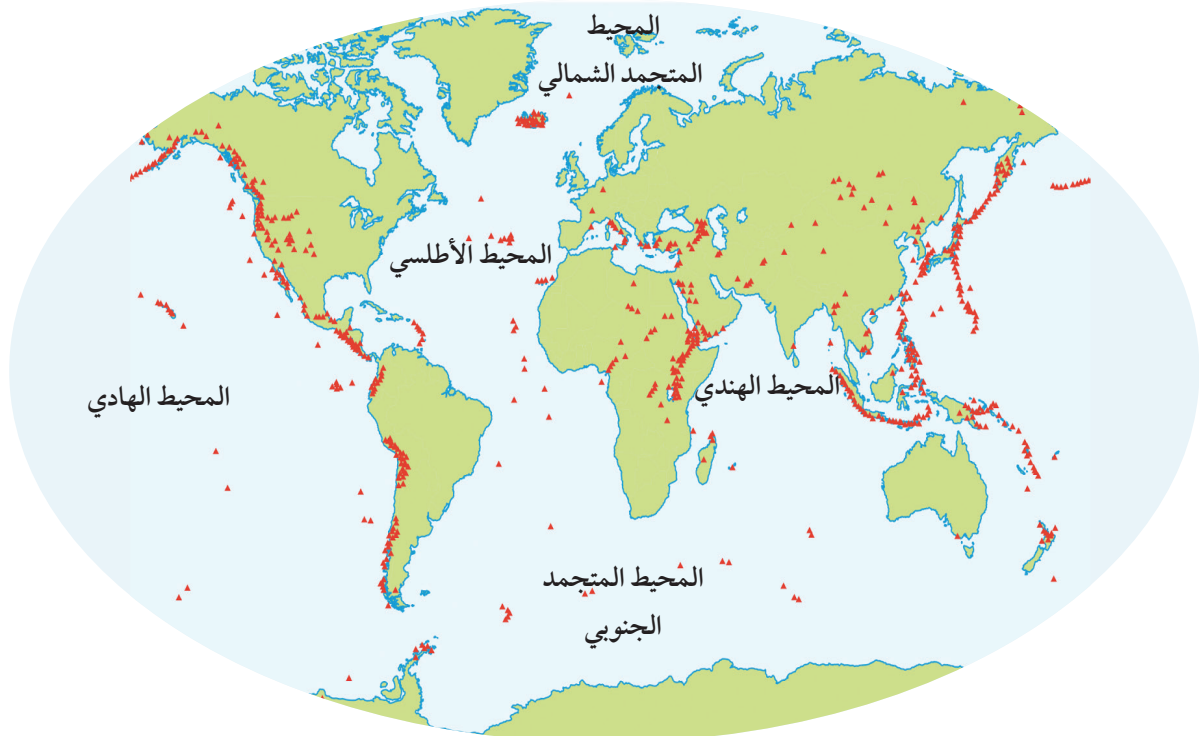 المحيط
المتجمد الشمالي
المحيط الأطلسي
المحيط الهندي
المحيط الهادي
المحيط المتجمد
الجنوبي